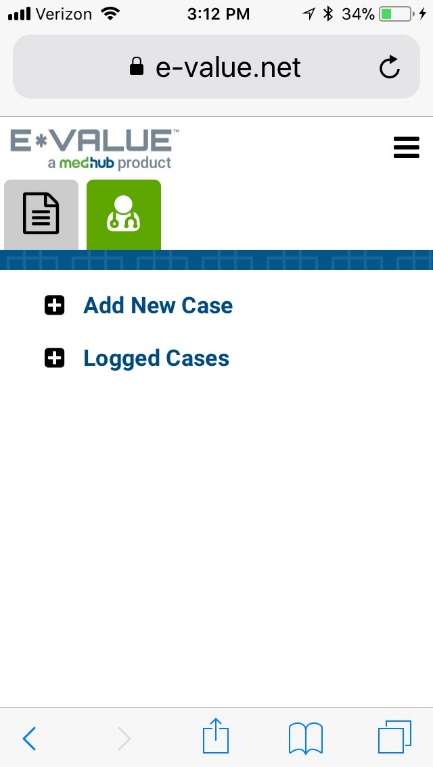 Verizon 3:12 PM 34%
e-value.net
E*VALUE™
a medhub product
Add New Case
Logged Cases